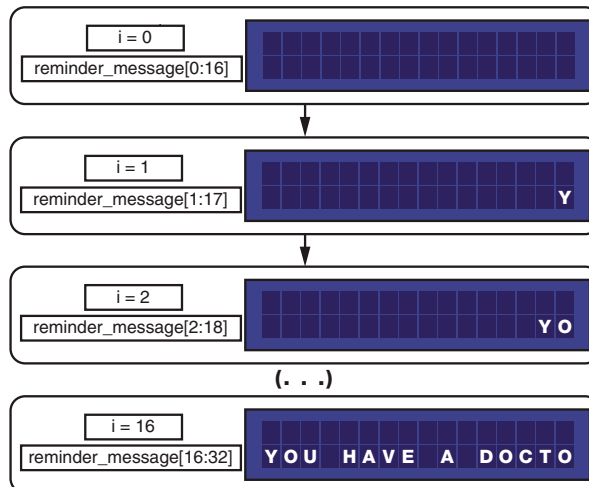 i = 0
reminder_message[0:16]
i = 1
reminder_message[1:17]
Y
i = 2
reminder_message[2:18]
YO
(. . .)
i = 16
reminder_message[16:32]
YOU HAVE A DOCTO